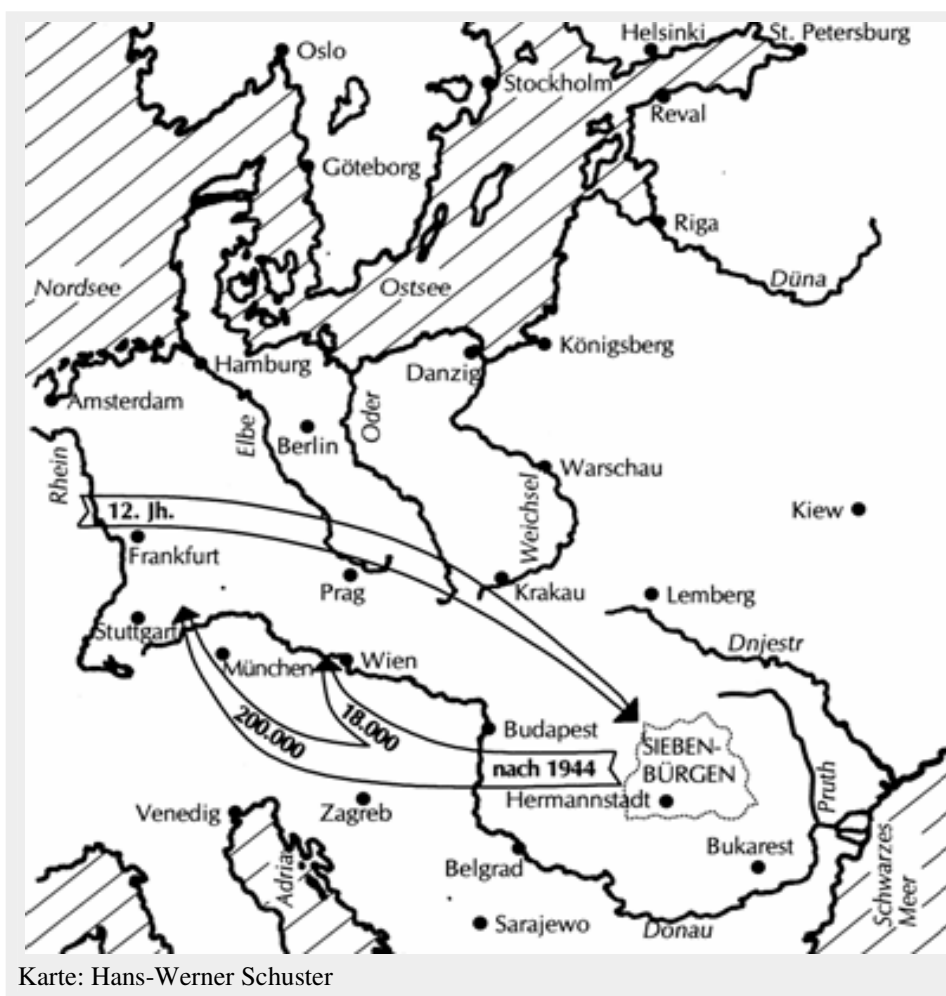 Oslo
Helsinki
St. Petersburg
Stockholm
Reval
Göteborg
Riga
Nordsee
Ostsee
Düna
Königsberg
Hamburg
Danzig
Amsterdam
Elbe
Berlin
Oder
Rhein
Warschau
Weichsel
12. Jh.
Kiew
Frankfurt
Prag
Krakau
Lemberg
Stuttgart
Dnjestr
München
Wien
200.000
18.000
Budapest
SIEBEN-
BÜRGEN
nach 1944
Hermannstadt
Pruth
Venedig
Zagreb
Adria
Belgrad
Bukarest
Schwarzes
Meer
Sarajewo
Donau
Karte: Hans-Werner Schuster